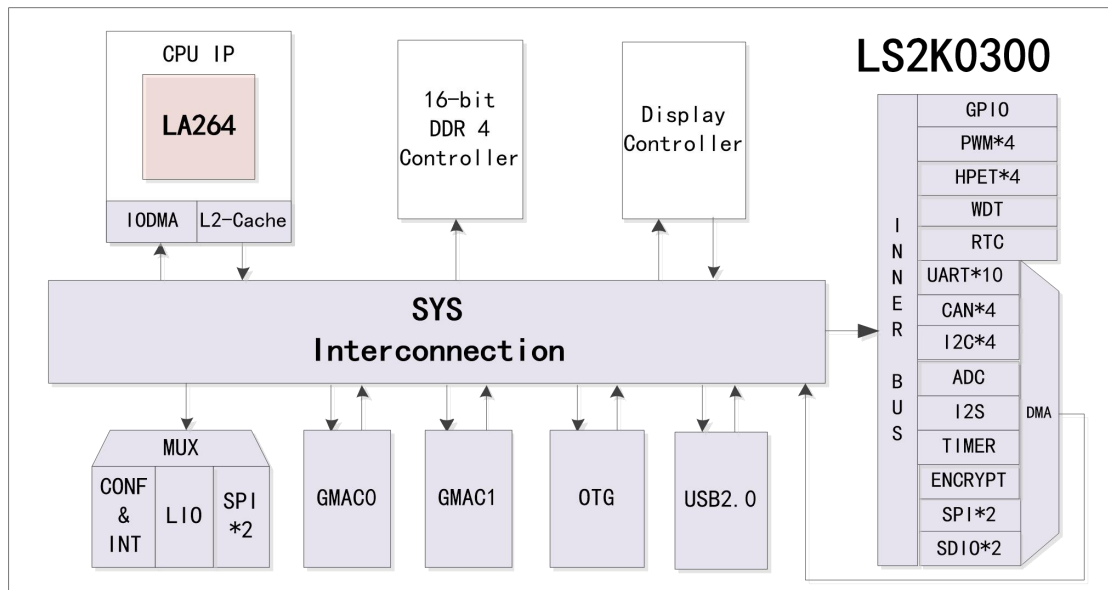 LS2K0300
CPU IP
LA264
IODMA
L2-Cache
16-bit
DDR 4
Controller
Display
Controller
SYS
Interconnection
MUX
CONF
&
INT
LIO
SPI
*2
GMAC0
GMAC1
OTG
USB2.0
INNER BUS
GPIO
PWM*4
HPET*4
WDT
RTC
UART*10
CAN*4
I2C*4
ADC
I2S
TIMER
ENCRYPT
SPI*2
SDIO*2
DMA